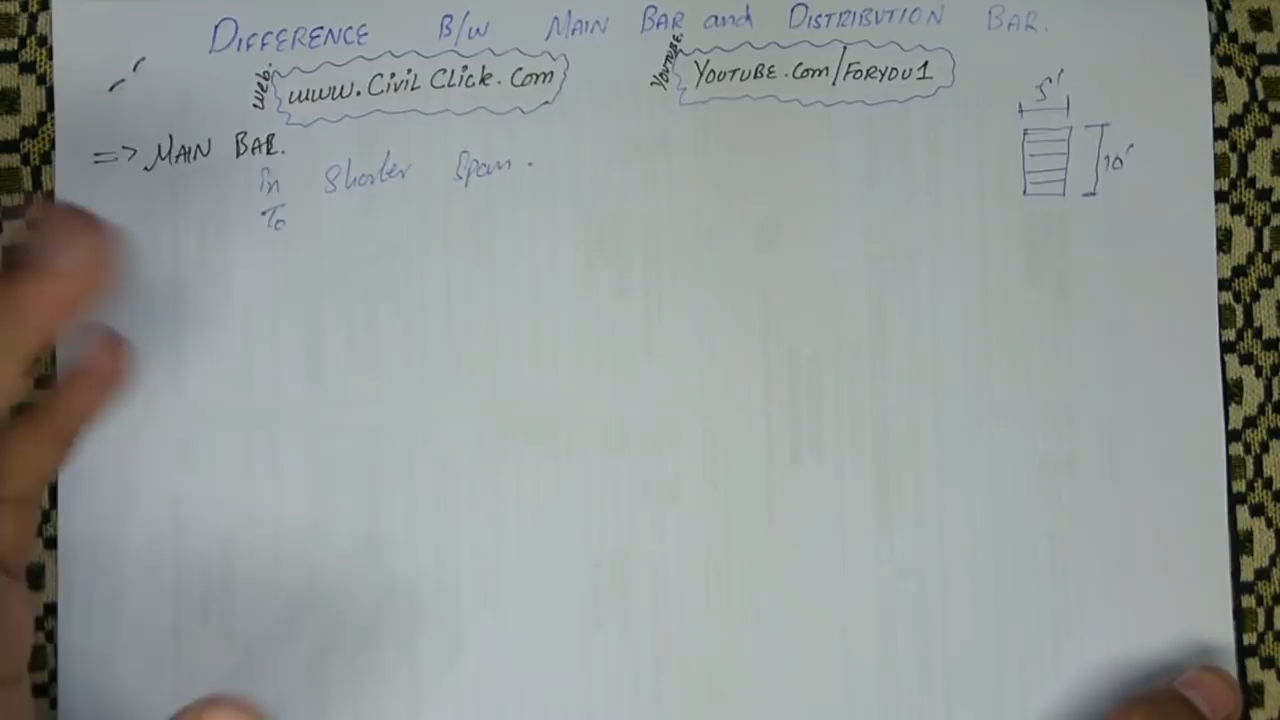 DIFFERENCE B/W MAIN BAR and DISTRIBUTION BAR.
Web. www.Civil Click.Com
YOUTUBE. YOUTUBE.Com/FORYOU1
5'
=> MAIN BAR.
10'
in Shorter Span.
To